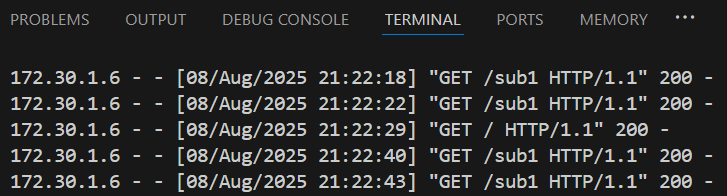 PROBLEMS OUTPUT DEBUG CONSOLE TERMINAL PORTS MEMORY ···
172.30.1.6 - - [08/Aug/2025 21:22:18] "GET /sub1 HTTP/1.1" 200 -
172.30.1.6 - - [08/Aug/2025 21:22:22] "GET /sub1 HTTP/1.1" 200 -
172.30.1.6 - - [08/Aug/2025 21:22:29] "GET / HTTP/1.1" 200 -
172.30.1.6 - - [08/Aug/2025 21:22:40] "GET /sub1 HTTP/1.1" 200 -
172.30.1.6 - - [08/Aug/2025 21:22:43] "GET /sub1 HTTP/1.1" 200 -